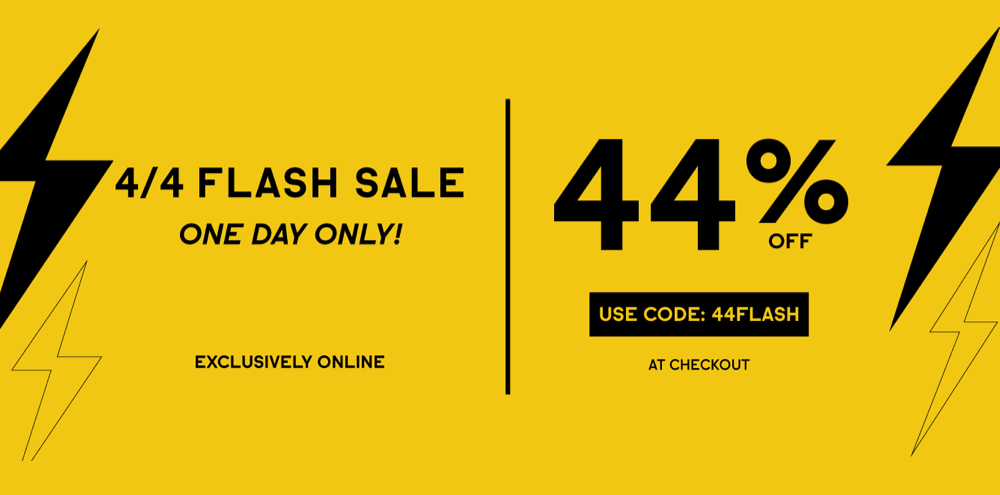 4/4 FLASH SALE
ONE DAY ONLY!
EXCLUSIVELY ONLINE
44%
OFF
USE CODE: 44FLASH
AT CHECKOUT